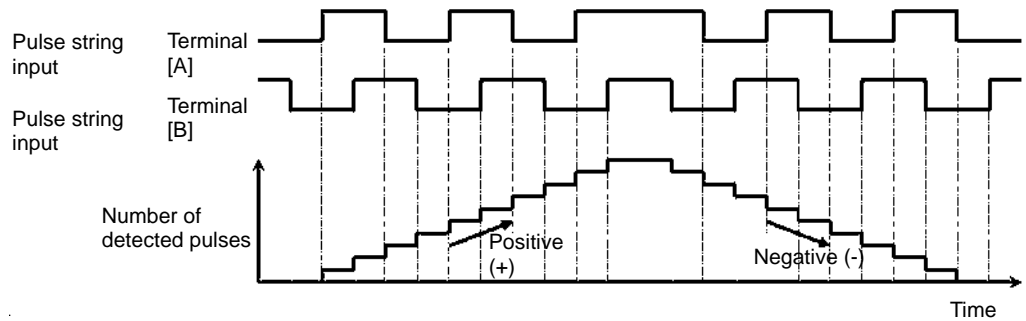 Pulse string
input
Terminal
[A]
Pulse string
input
Terminal
[B]
Number of
detected pulses
Positive
(+)
Negative (-)
Time